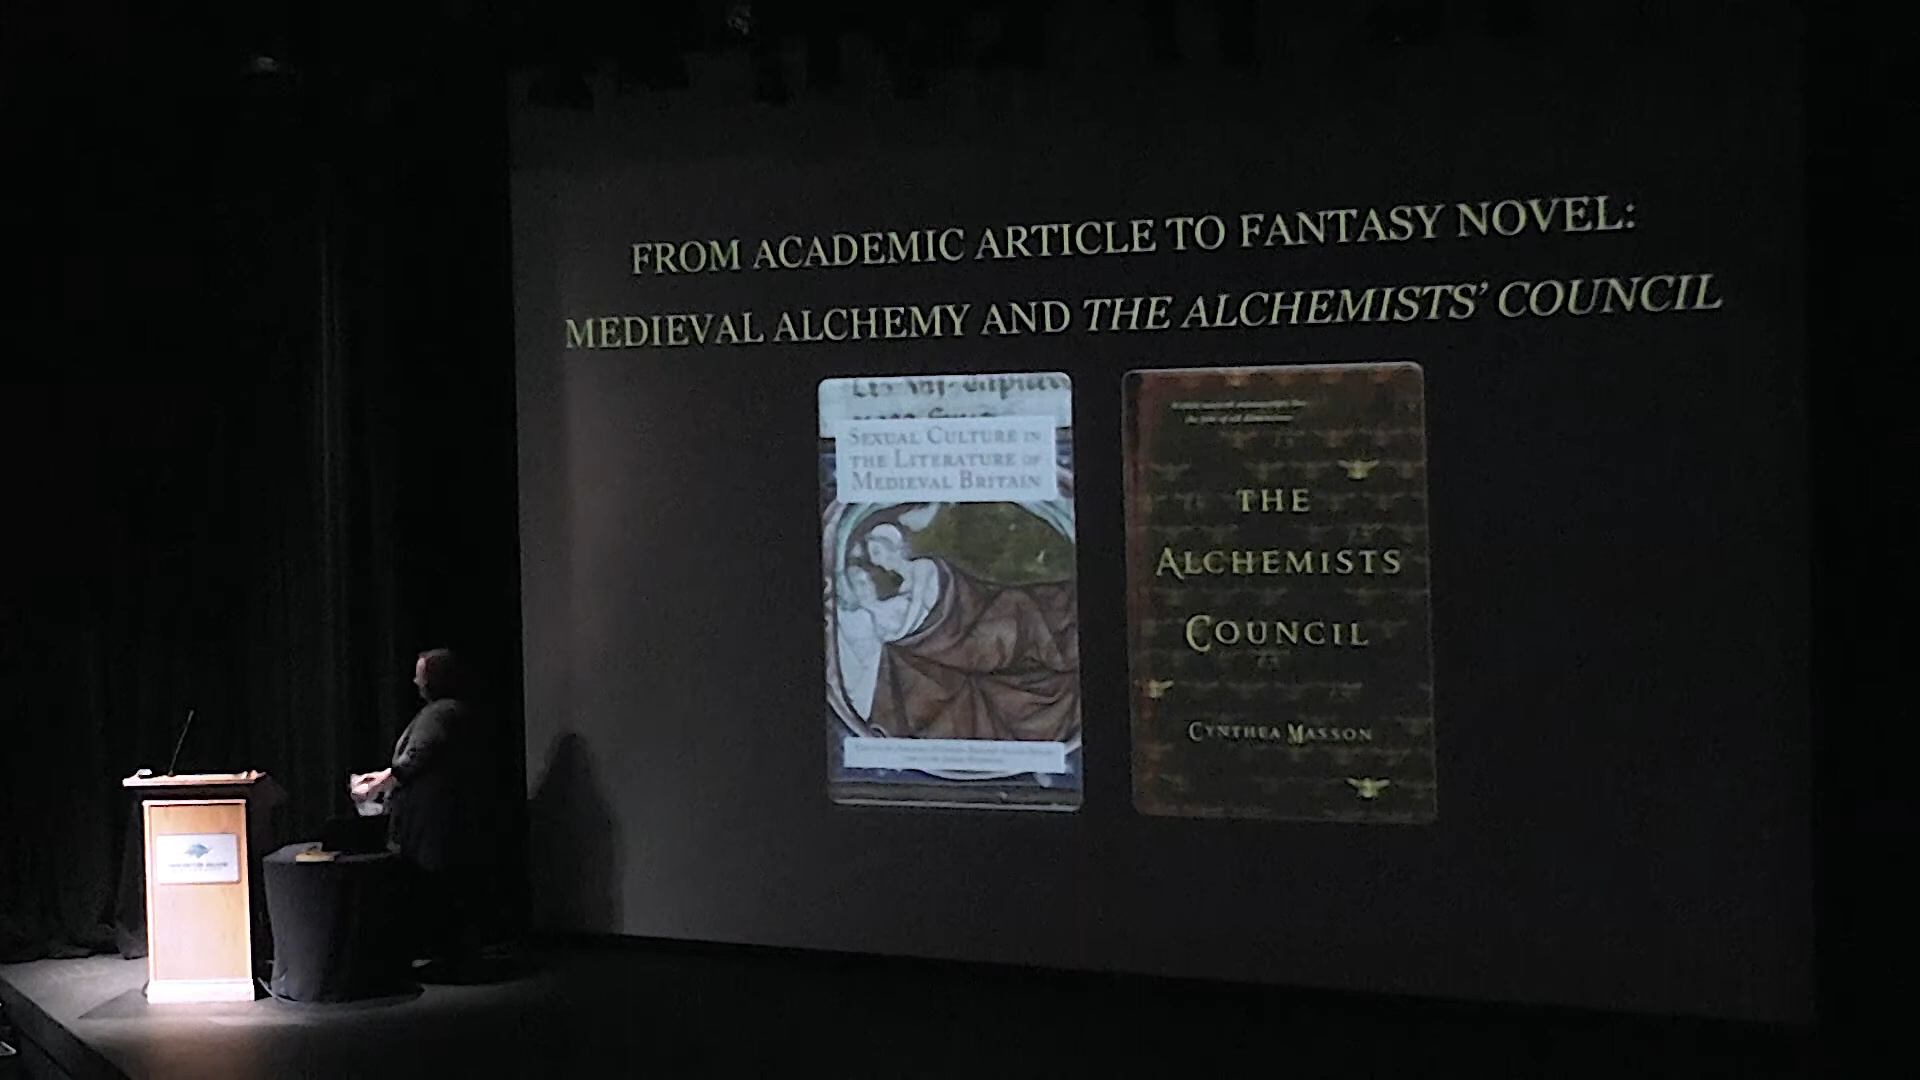 FROM ACADEMIC ARTICLE TO FANTASY NOVEL:
MEDIEVAL ALCHEMY AND THE ALCHEMISTS’ COUNCIL
SEXUAL CULTURE IN
THE LITERATURE OF
MEDIEVAL BRITAIN
THE
ALCHEMISTS
COUNCIL
CYNTHEA MASSON